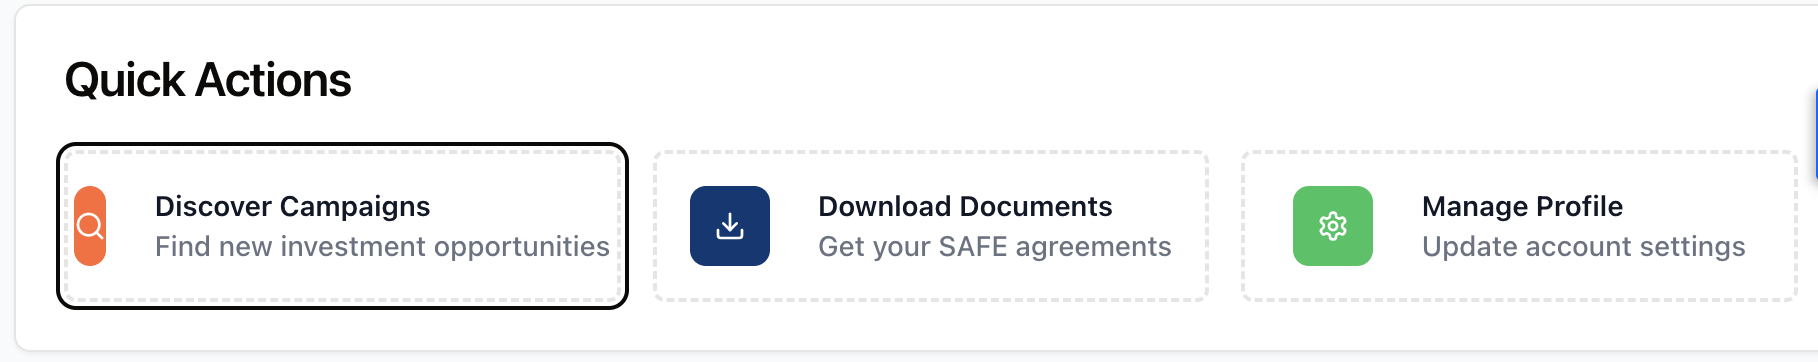 Quick Actions
Discover Campaigns
Find new investment opportunities
Download Documents
Get your SAFE agreements
Manage Profile
Update account settings